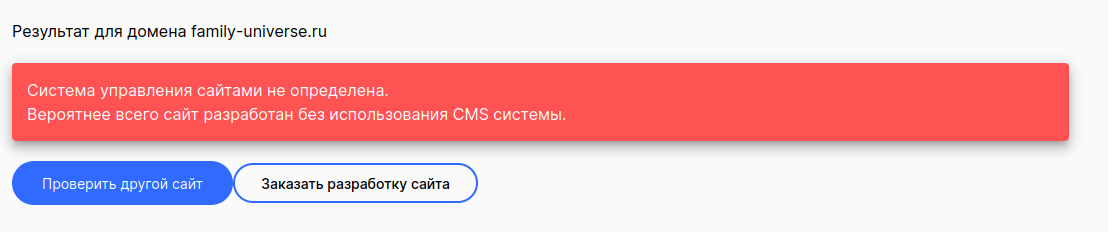 Результат для домена family-universe.ru
Система управления сайтами не определена.
Вероятнее всего сайт разработан без использования CMS системы.
Проверить другой сайт
Заказать разработку сайта